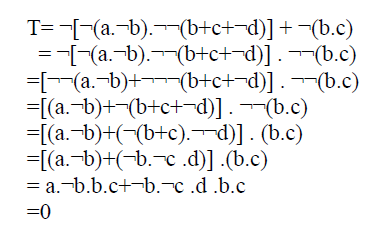 T= ¬[¬(a.¬b).¬¬(b+c+¬d)] + ¬(b.c)
= ¬[¬(a.¬b).¬¬(b+c+¬d)] . ¬¬(b.c)
=[¬¬(a.¬b)+¬¬¬(b+c+¬d)] . ¬¬(b.c)
=[(a.¬b)+¬(b+c+¬d)] . ¬¬(b.c)
=[(a.¬b)+(¬(b+c).¬¬d)] . (b.c)
=[(a.¬b)+(¬b.¬c .d)] .(b.c)
= a.¬b.b.c+¬b.¬c .d .b.c
=0